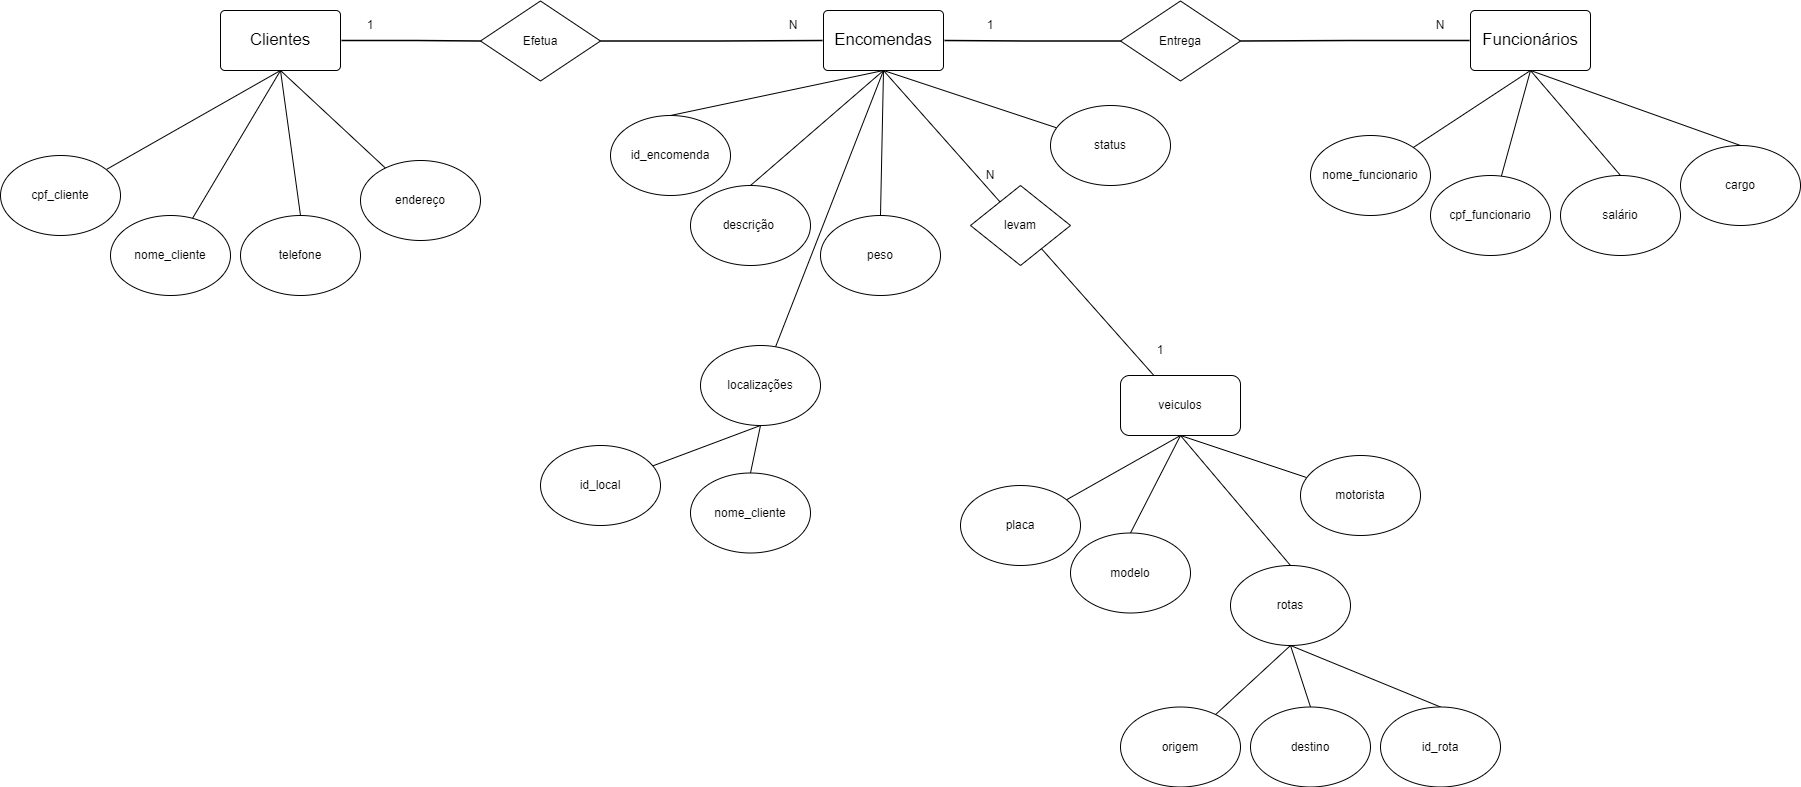 Clientes
1
Efetua
N
Encomendas
1
Entrega
N
Funcionários
cpf_cliente
nome_cliente
telefone
endereço
id_encomenda
descrição
peso
N
levam
status
nome_funcionario
cpf_funcionario
salário
cargo
localizações
id_local
nome_cliente
1
veiculos
placa
modelo
rotas
motorista
origem
destino
id_rota